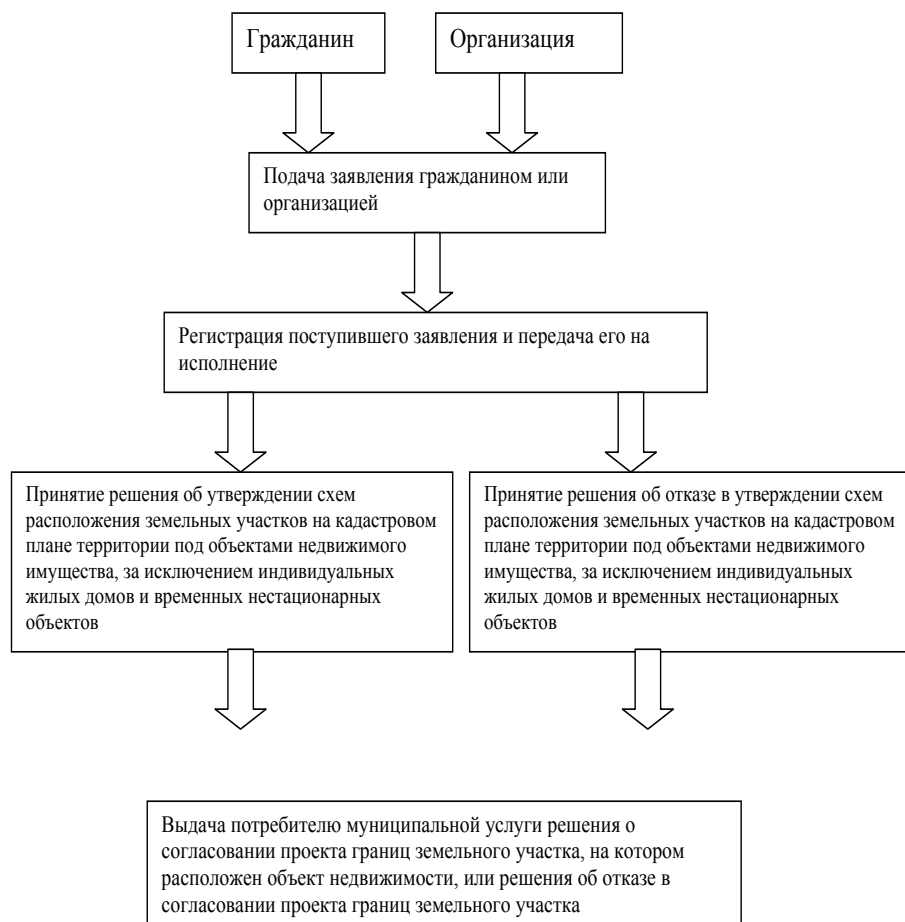 Гражданин
Организация
Подача заявления гражданином или
организацией
Регистрация поступившего заявления и передача его на
исполнение
Принятие решения об утверждении схем
расположения земельных участков на кадастровом
плане территории под объектами недвижимого
имущества, за исключением индивидуальных
жилых домов и временных нестационарных
объектов
Принятие решения об отказе в утверждении схем
расположения земельных участков на кадастровом
плане территории под объектами недвижимого
имущества, за исключением индивидуальных
жилых домов и временных нестационарных
объектов
Выдача потребителю муниципальной услуги решения о
согласовании проекта границ земельного участка, на котором
расположен объект недвижимости, или решения об отказе в
согласовании проекта границ земельного участка